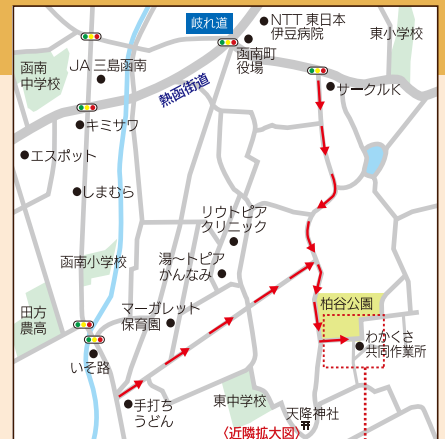 岐れ道
NTT 東日本
伊豆病院
東小学校
函南町
役場
函南
中学校
JA 三島函南
熱函街道
サークルK
キミサワ
エスポット
しまむら
リウトピア
クリニック
函南小学校
湯〜トピア
かんなみ
田方
農高
マーガレット
保育園
柏谷公園
わかくさ
共同作業所
いそ路
手打ち
うどん
東中学校
天降神社
〈近隣拡大図〉